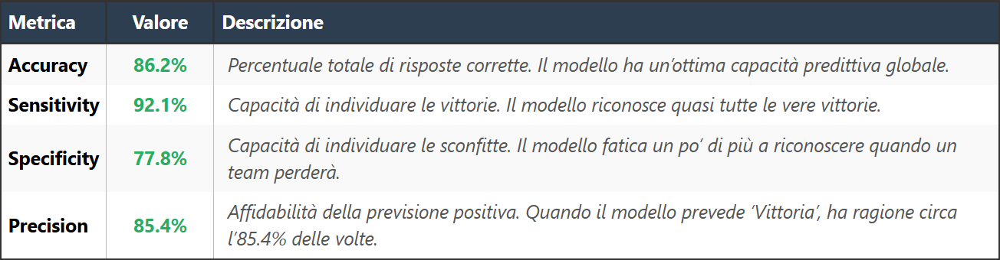 Metrica Valore Descrizione
Accuracy 86.2% Percentuale totale di risposte corrette. Il modello ha un’ottima capacità predittiva globale.
Sensitivity 92.1% Capacità di individuare le vittorie. Il modello riconosce quasi tutte le vere vittorie.
Specificity 77.8% Capacità di individuare le sconfitte. Il modello fatica un po’ di più a riconoscere quando un
team perderà.
Precision 85.4% Affidabilità della previsione positiva. Quando il modello prevede ‘Vittoria’, ha ragione circa
l’85.4% delle volte.